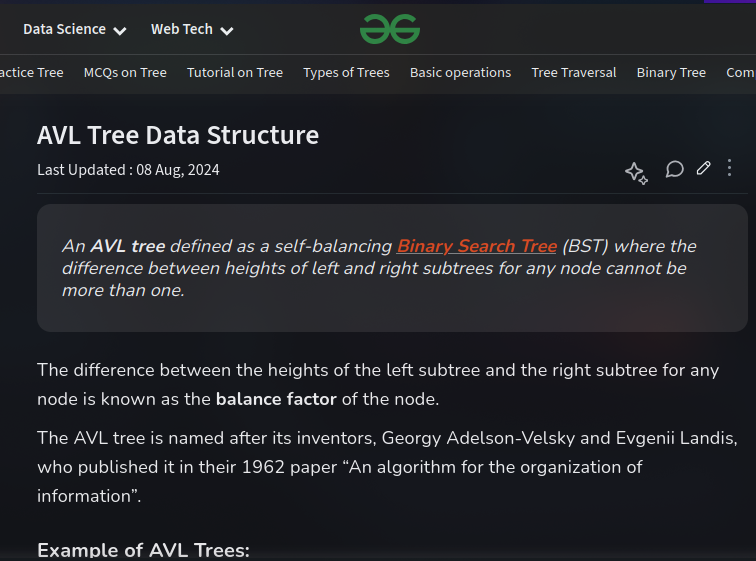 Data Science Web Tech
actice Tree MCQs on Tree Tutorial on Tree Types of Trees Basic operations Tree Traversal Binary Tree Com
AVL Tree Data Structure
Last Updated : 08 Aug, 2024
An AVL tree defined as a self-balancing Binary Search Tree (BST) where the
difference between heights of left and right subtrees for any node cannot be
more than one.
The difference between the heights of the left subtree and the right subtree for any
node is known as the balance factor of the node.
The AVL tree is named after its inventors, Georgy Adelson-Velsky and Evgenii Landis,
who published it in their 1962 paper “An algorithm for the organization of
information”.
Example of AVL Trees: